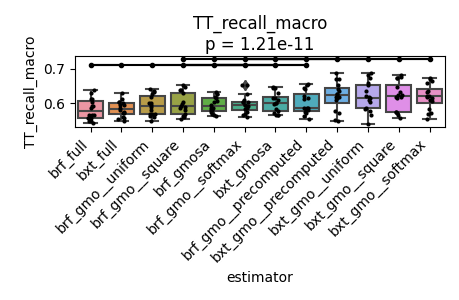 TT_recall_macro
p = 1.21e-11
TT_recall_macro
0.7
0.6
brf_full
bxt_full
brf_gmo__uniform
brf_gmo__square
brf_gmosa
brf_gmo__softmax
bxt_gmosa
brf_gmo__precomputed
bxt_gmo__precomputed
bxt_gmo__uniform
bxt_gmo__square
bxt_gmo__softmax
estimator